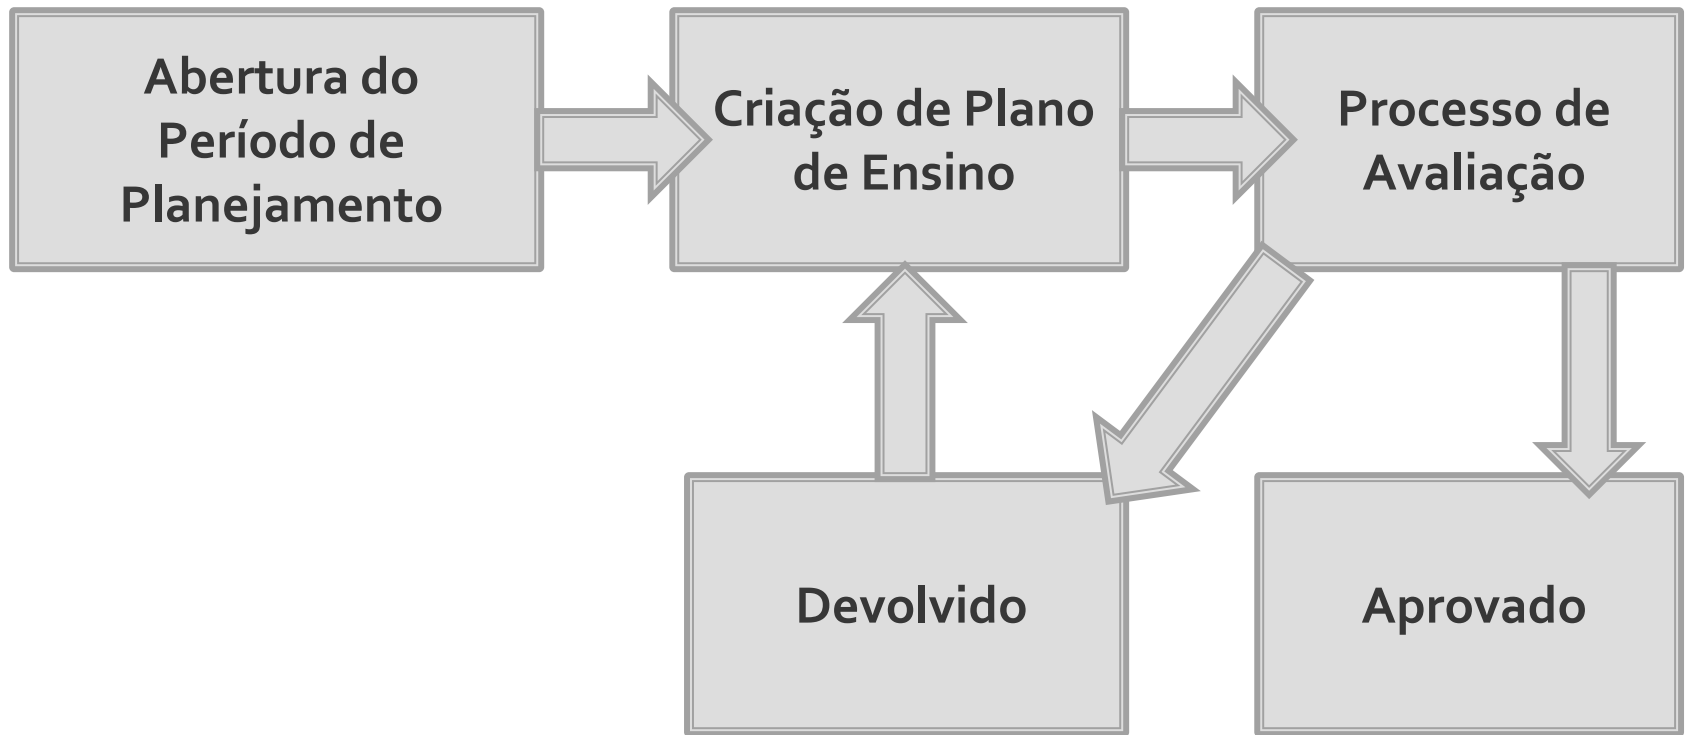 Abertura do
Período de
Planejamento
Criação de Plano
de Ensino
Processo de
Avaliação
Devolvido
Aprovado